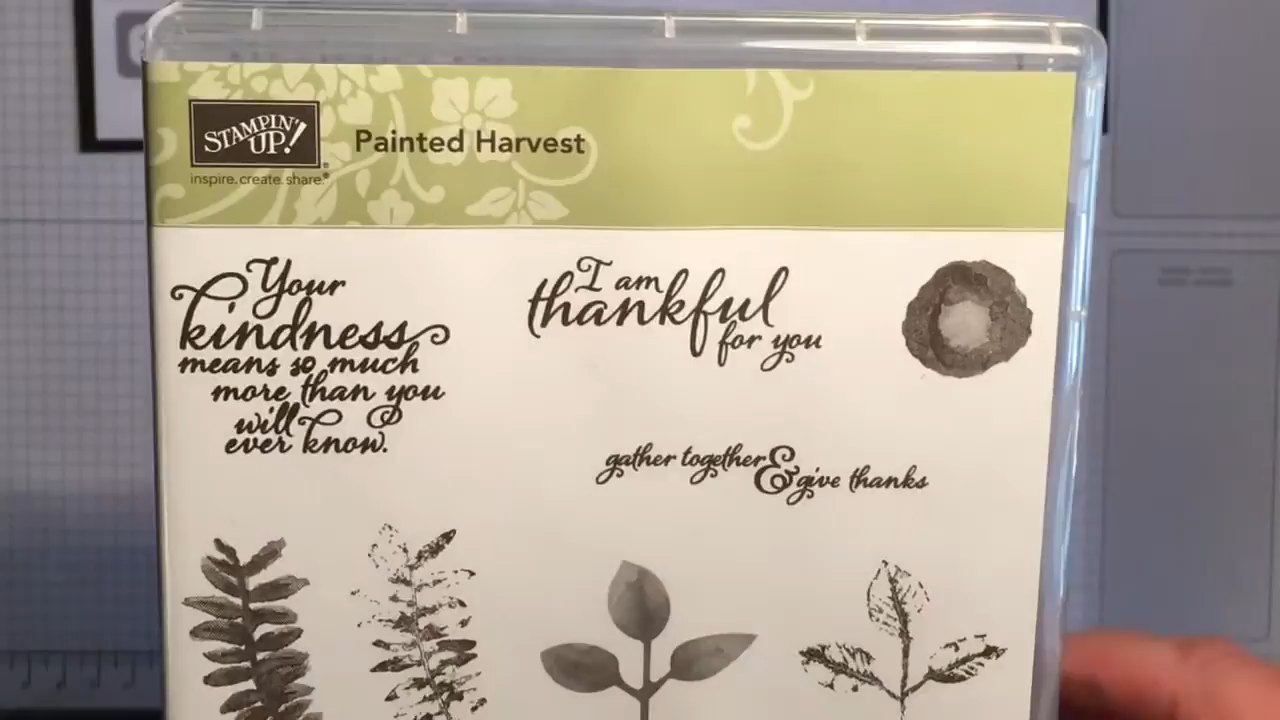 STAMPIN' UP!
inspire. create. share.
Painted Harvest
Your
kindness
means so much
more than you
will
ever know.
I am
thankful
for you
gather together & give thanks